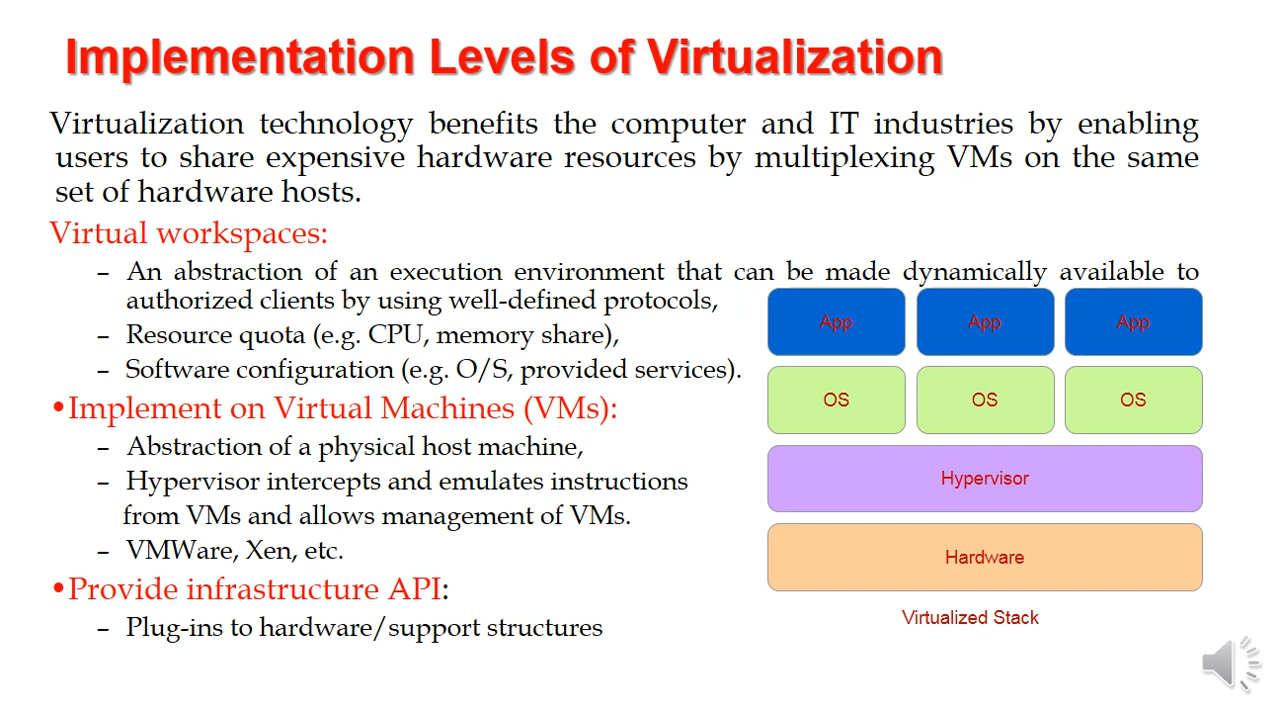 Implementation Levels of Virtualization
Virtualization technology benefits the computer and IT industries by enabling
users to share expensive hardware resources by multiplexing VMs on the same
set of hardware hosts.
Virtual workspaces:
– An abstraction of an execution environment that can be made dynamically available to
authorized clients by using well-defined protocols,
– Resource quota (e.g. CPU, memory share),
– Software configuration (e.g. O/S, provided services).
•Implement on Virtual Machines (VMs):
– Abstraction of a physical host machine,
– Hypervisor intercepts and emulates instructions
from VMs and allows management of VMs.
– VMWare, Xen, etc.
•Provide infrastructure API:
– Plug-ins to hardware/support structures
App App App
OS OS OS
Hypervisor
Hardware
Virtualized Stack